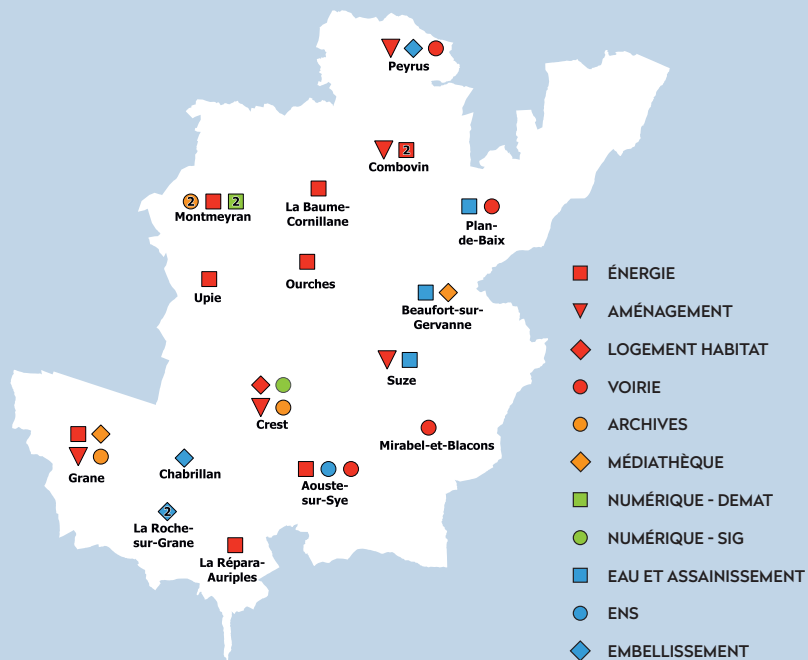 Peyrus
2
Combovin
2
2
Montmeyran
La Baume-
Cornillane
Plan-
de-Baix
Upie
Ourches
Beaufort-sur-
Gervanne
Suze
Crest
Mirabel-et-Blacons
Grane
Chabrillan
Aouste-
sur-Sye
2
La Roche-
sur-Grane
La Répara-
Auriples
ÉNERGIE
AMÉNAGEMENT
LOGEMENT HABITAT
VOIRIE
ARCHIVES
MÉDIATHÈQUE
NUMÉRIQUE - DEMAT
NUMÉRIQUE - SIG
EAU ET ASSAINISSEMENT
ENS
EMBELLISSEMENT